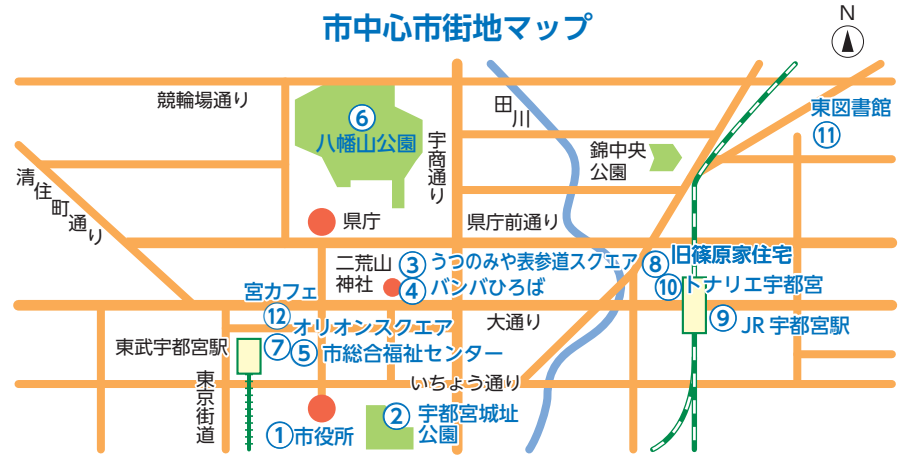 市中心市街地マップ
N
競輪場通り
田川
東図書館
⑪
⑥
八幡山公園
宇商通り
錦中央
公園
清住町通り
県庁
県庁前通り
二荒山
神社
③うつのみや表参道スクエア
④バンバひろば
⑧旧篠原家住宅
⑩トナリエ宇都宮
宮カフェ
⑫
オリオンスクエア
大通り
⑨JR宇都宮駅
東武宇都宮駅
⑦
⑤市総合福祉センター
東京街道
いちょう通り
①市役所
②宇都宮城址
公園